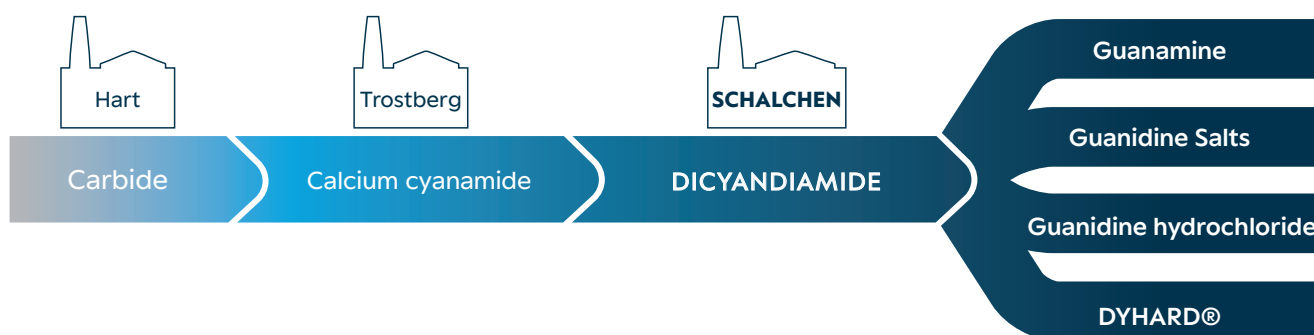 Hart
Trostberg
SCHALCHEN
Carbide
Calcium cyanamide
DICYANDIAMIDE
Guanamine
Guanidine Salts
Guanidine hydrochloride
DYHARD®